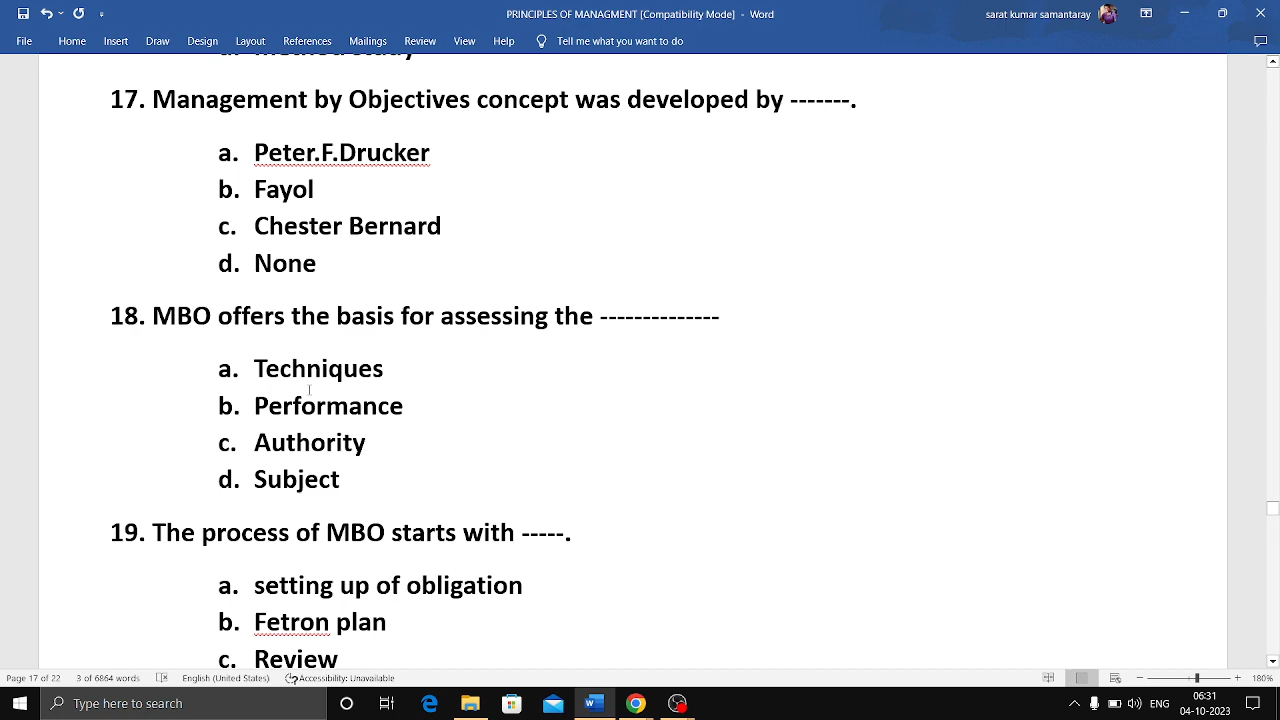 PRINCIPLES OF MANAGMENT [Compatibility Mode] - Word
sarat kumar samantaray
File Home Insert Draw Design Layout References Mailings Review View Help Tell me what you want to do
17. Management by Objectives concept was developed by -------.
a. Peter.F.Drucker
b. Fayol
c. Chester Bernard
d. None
18. MBO offers the basis for assessing the --------------
a. Techniques
b. Performance
c. Authority
d. Subject
19. The process of MBO starts with -----.
a. setting up of obligation
b. Fetron plan
c. Review
Page 17 of 22 3 of 6864 words English (United States) Accessibility: Unavailable 180%
Type here to search
ENG
06:31
04-10-2023